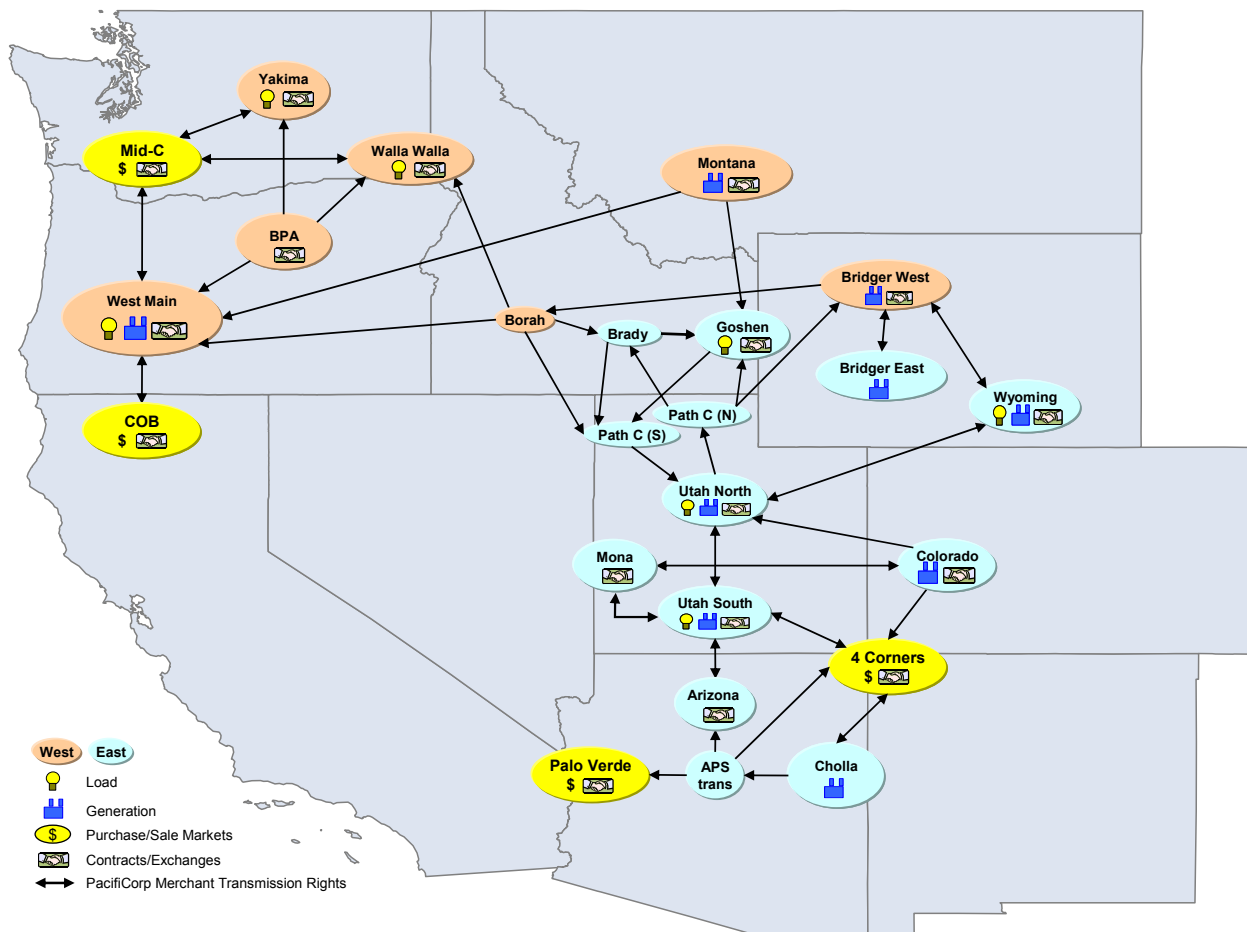 Yakima
Mid-C
$
Walla Walla
Montana
BPA
West Main
Bridger West
Borah
Brady
Goshen
Bridger East
Wyoming
COB
$
Path C (N)
Path C (S)
Utah North
Mona
Colorado
Utah South
4 Corners
$
Arizona
Palo Verde
$
APS
trans
Cholla
West
East
Load
Generation
$
Purchase/Sale Markets
Contracts/Exchanges
PacifiCorp Merchant Transmission Rights